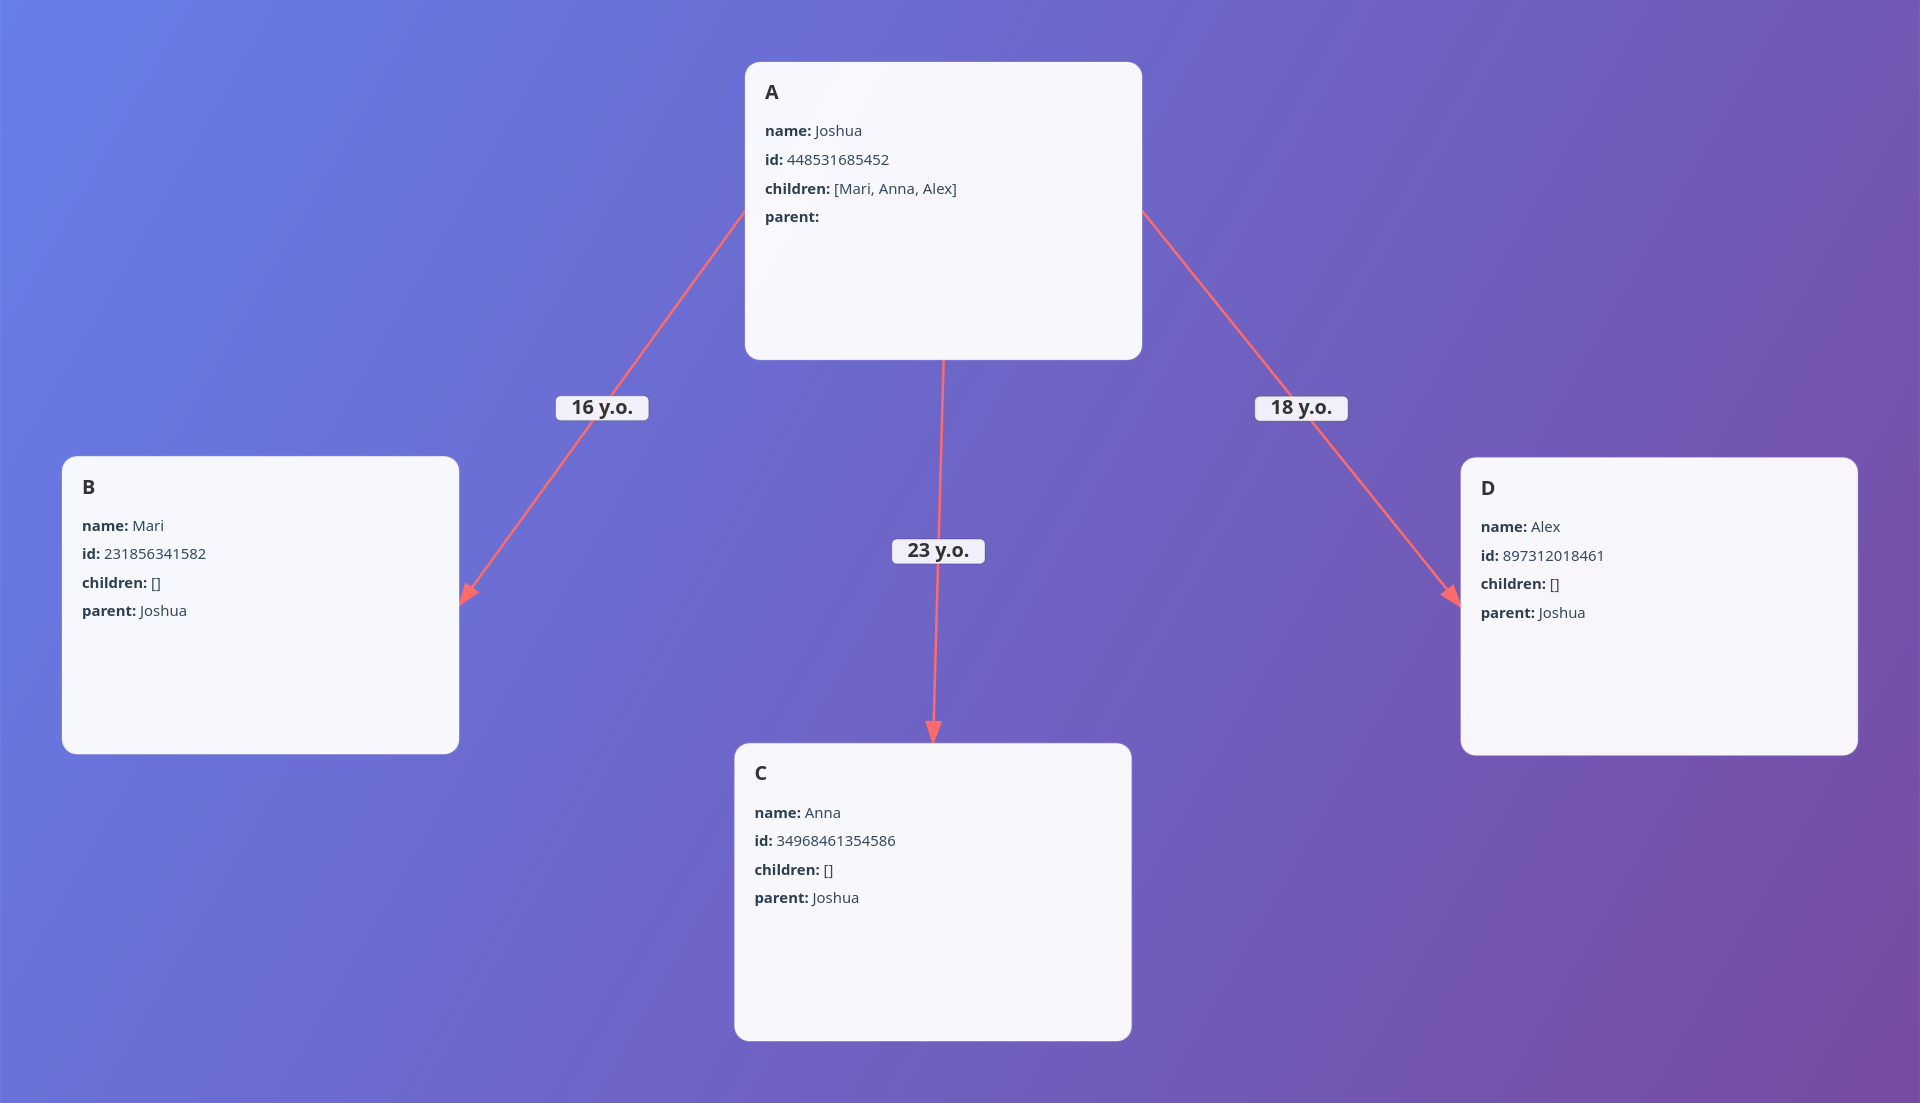 A
name: Joshua
id: 448531685452
children: [Mari, Anna, Alex]
parent:
16 y.o.
18 y.o.
B
name: Mari
id: 231856341582
children: []
parent: Joshua
23 y.o.
D
name: Alex
id: 897312018461
children: []
parent: Joshua
C
name: Anna
id: 34968461354586
children: []
parent: Joshua